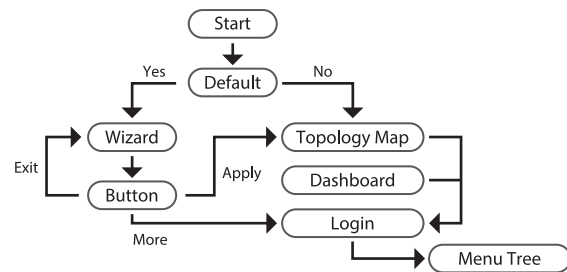 Start
Yes
No
Default
Wizard
Topology Map
Exit
Apply
Dashboard
Button
Login
More
Menu Tree